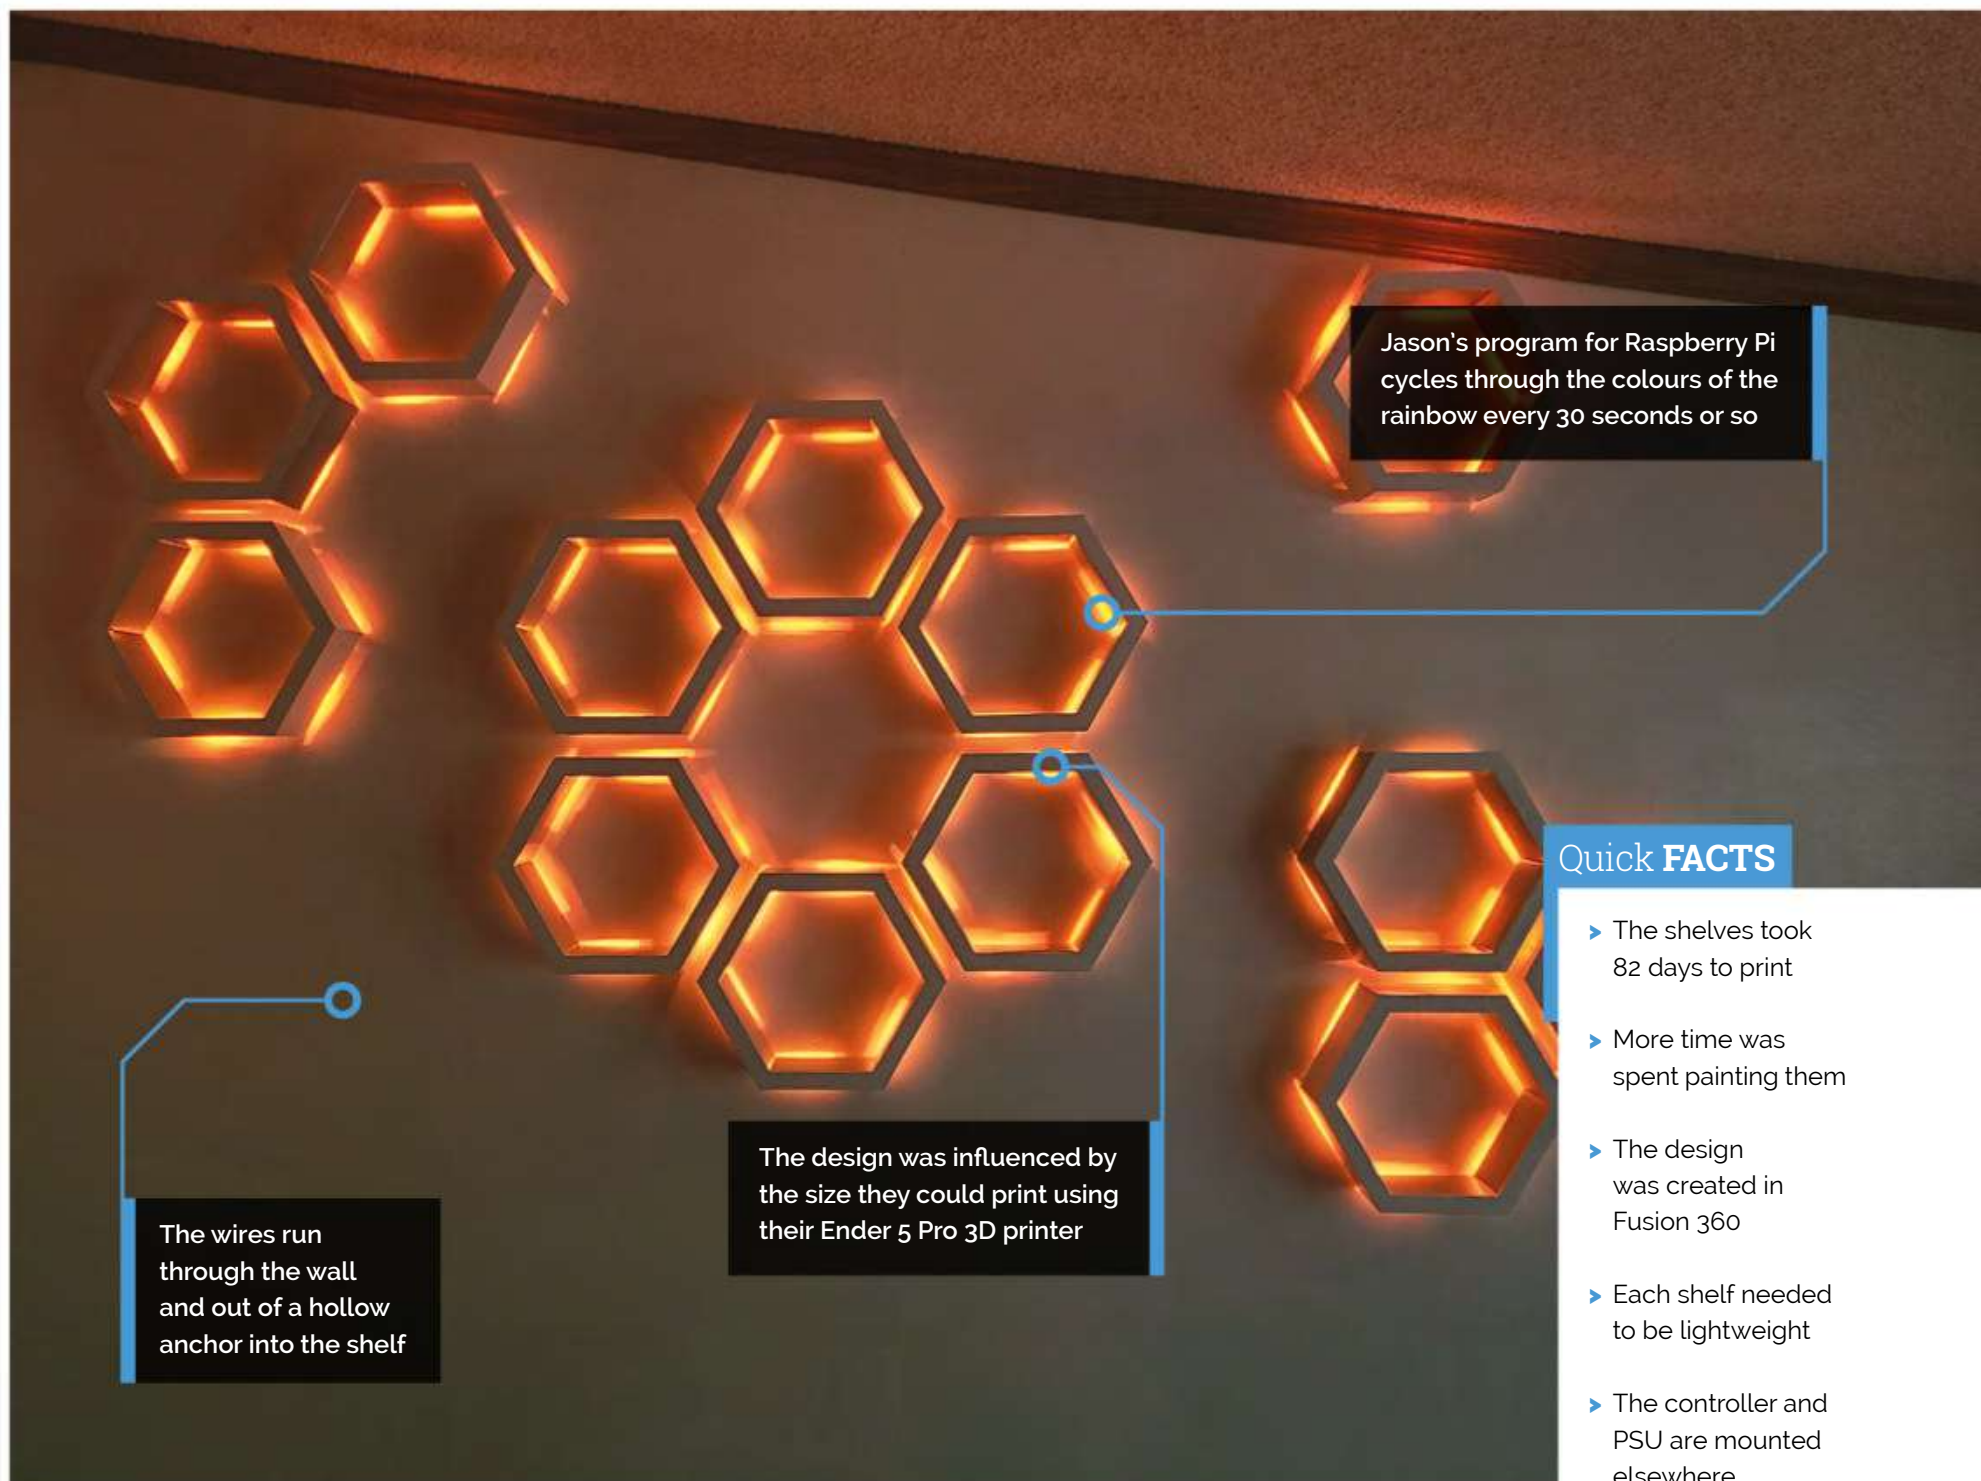 Jason's program for Raspberry Pi
cycles through the colours of the
rainbow every 30 seconds or so
The design was influenced by
the size they could print using
their Ender 5 Pro 3D printer
The wires run
through the wall
and out of a hollow
anchor into the shelf
Quick FACTS
> The shelves took
82 days to print
> More time was
spent painting them
> The design
was created in
Fusion 360
> Each shelf needed
to be lightweight
> The controller and
PSU are mounted
elsewhere